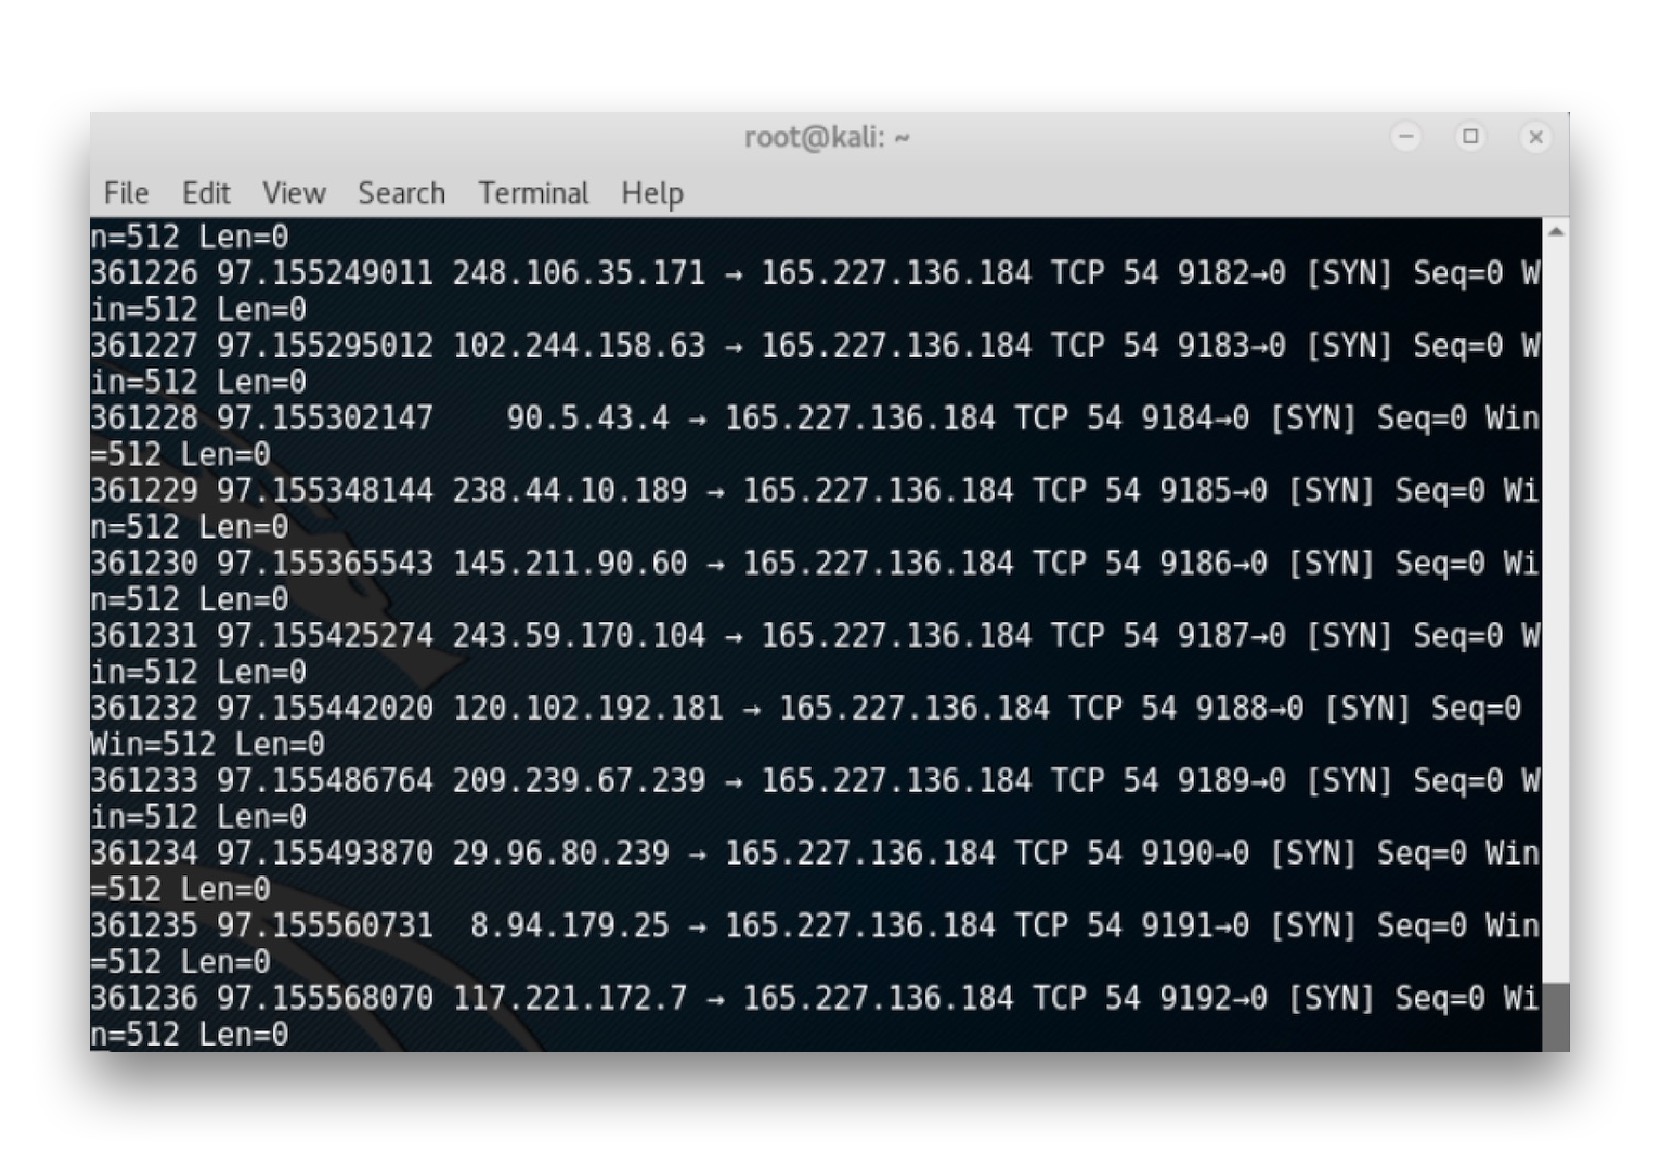 root@kali: ~
File Edit View Search Terminal Help
n=512 Len=0
361226 97.155249011 248.106.35.171 → 165.227.136.184 TCP 54 9182→0 [SYN] Seq=0 W
in=512 Len=0
361227 97.155295012 102.244.158.63 → 165.227.136.184 TCP 54 9183→0 [SYN] Seq=0 W
in=512 Len=0
361228 97.155302147    90.5.43.4 → 165.227.136.184 TCP 54 9184→0 [SYN] Seq=0 Win
=512 Len=0
361229 97.155348144 238.44.10.189 → 165.227.136.184 TCP 54 9185→0 [SYN] Seq=0 Wi
n=512 Len=0
361230 97.155365543 145.211.90.60 → 165.227.136.184 TCP 54 9186→0 [SYN] Seq=0 Wi
n=512 Len=0
361231 97.155425274 243.59.170.104 → 165.227.136.184 TCP 54 9187→0 [SYN] Seq=0 W
in=512 Len=0
361232 97.155442020 120.102.192.181 → 165.227.136.184 TCP 54 9188→0 [SYN] Seq=0
Win=512 Len=0
361233 97.155486764 209.239.67.239 → 165.227.136.184 TCP 54 9189→0 [SYN] Seq=0 W
in=512 Len=0
361234 97.155493870 29.96.80.239 → 165.227.136.184 TCP 54 9190→0 [SYN] Seq=0 Win
=512 Len=0
361235 97.155560731  8.94.179.25 → 165.227.136.184 TCP 54 9191→0 [SYN] Seq=0 Win
=512 Len=0
361236 97.155568070 117.221.172.7 → 165.227.136.184 TCP 54 9192→0 [SYN] Seq=0 Wi
n=512 Len=0